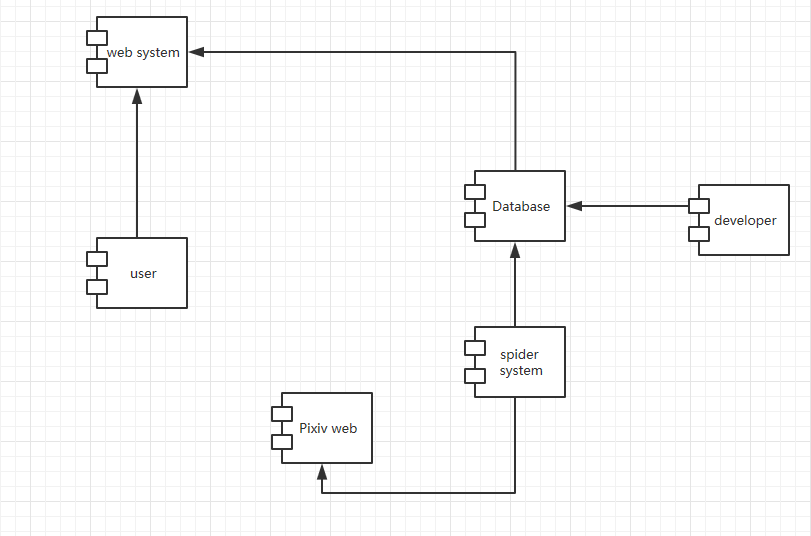 web system
Database
developer
user
spider
system
Pixiv web